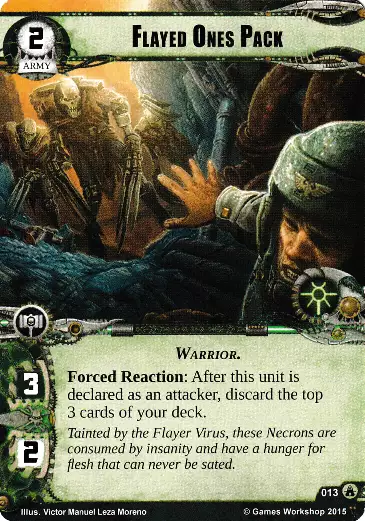 2
FLAYED ONES PACK
ARMY
WARRIOR.
3
Forced Reaction: After this unit is
declared as an attacker, discard the top
3 cards of your deck.
2
Tainted by the Flayer Virus, these Necrons are
consumed by insanity and have a hunger for
flesh that can never be sated.
013
Illus. Victor Manuel Leza Moreno
© Games Workshop 2015